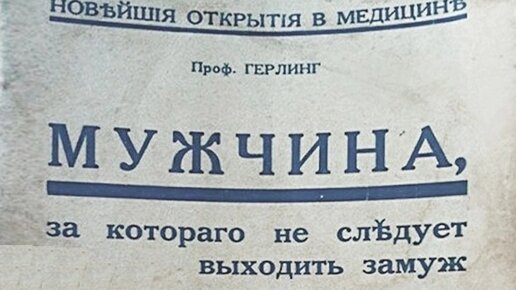 НОВѢЙШІЯ ОТКРЫТІЯ В МЕДИЦИНѢ
Проф. ГЕРЛИНГ
МУЖЧИНА,
за котораго не слѣдует
выходить замуж